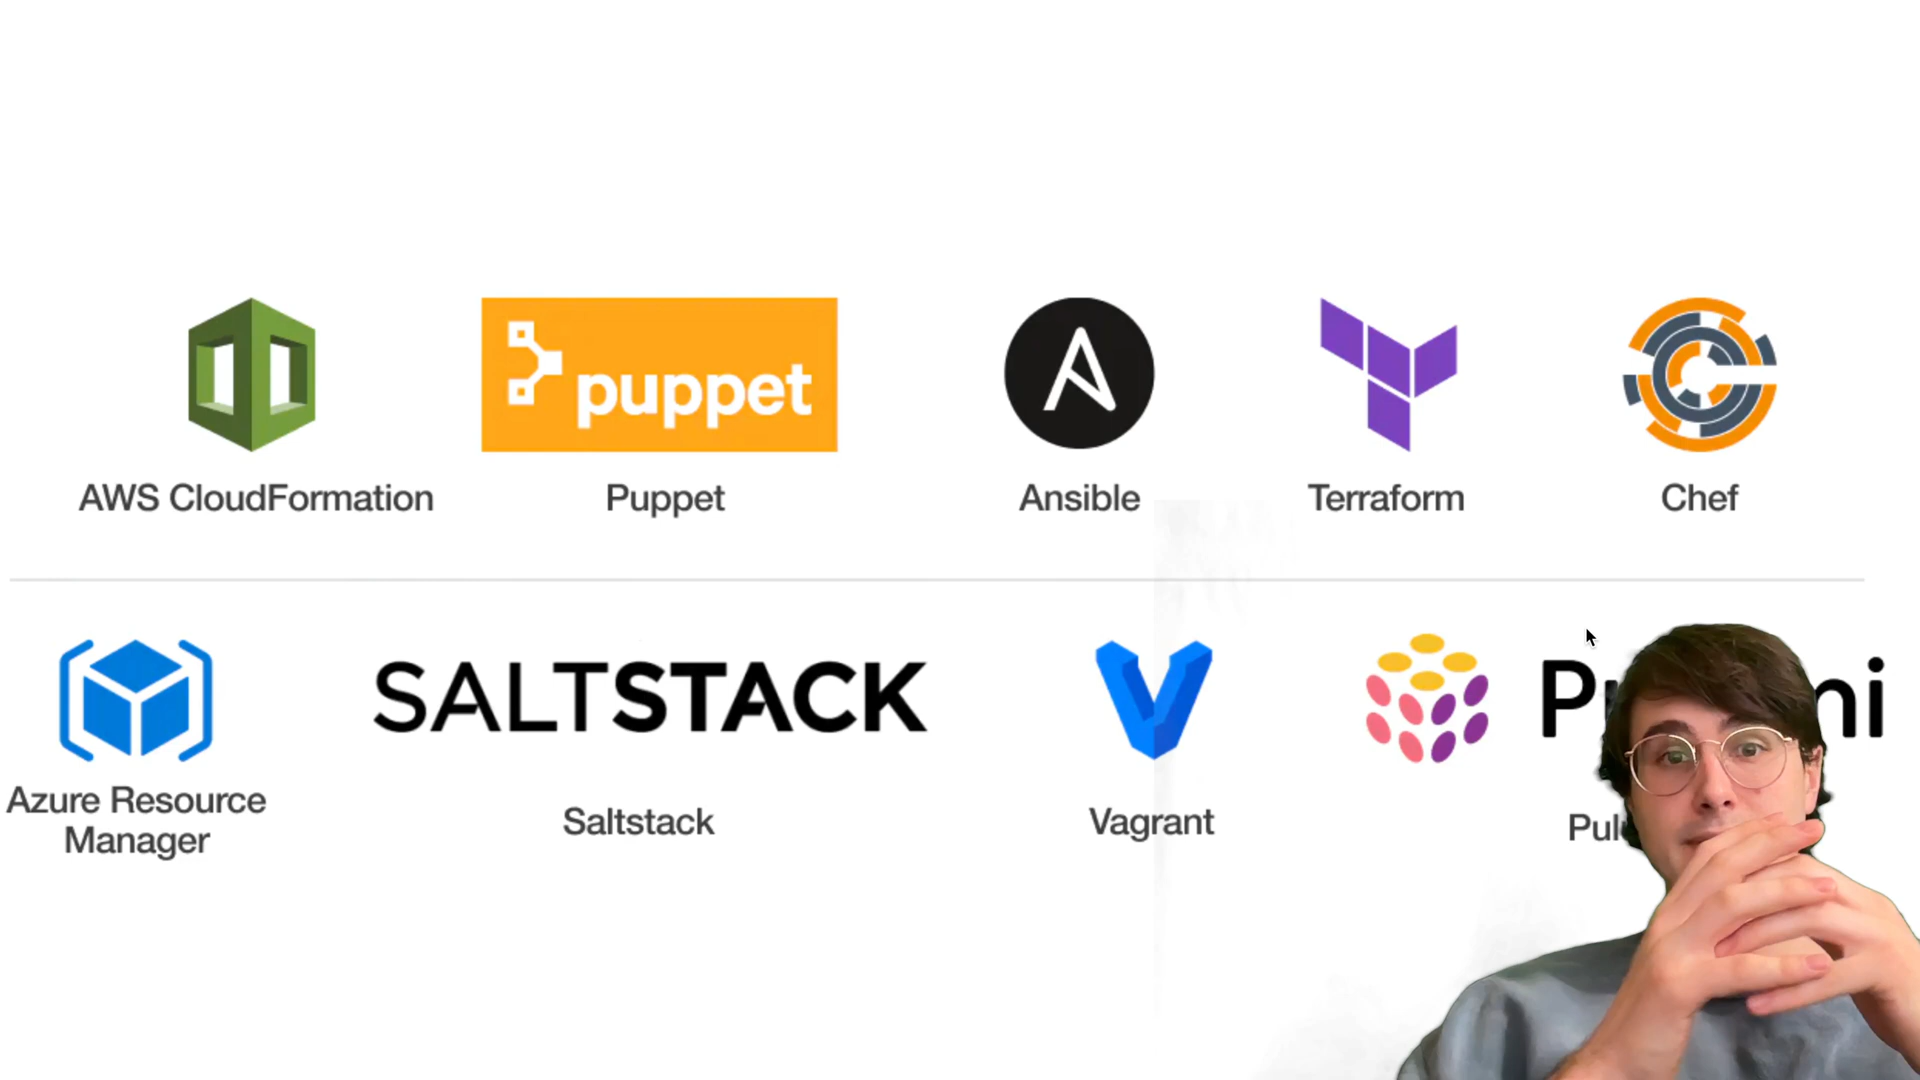 puppet
AWS CloudFormation
Puppet
Ansible
Terraform
Chef
SALTSTACK
Azure Resource
Manager
Saltstack
Vagrant